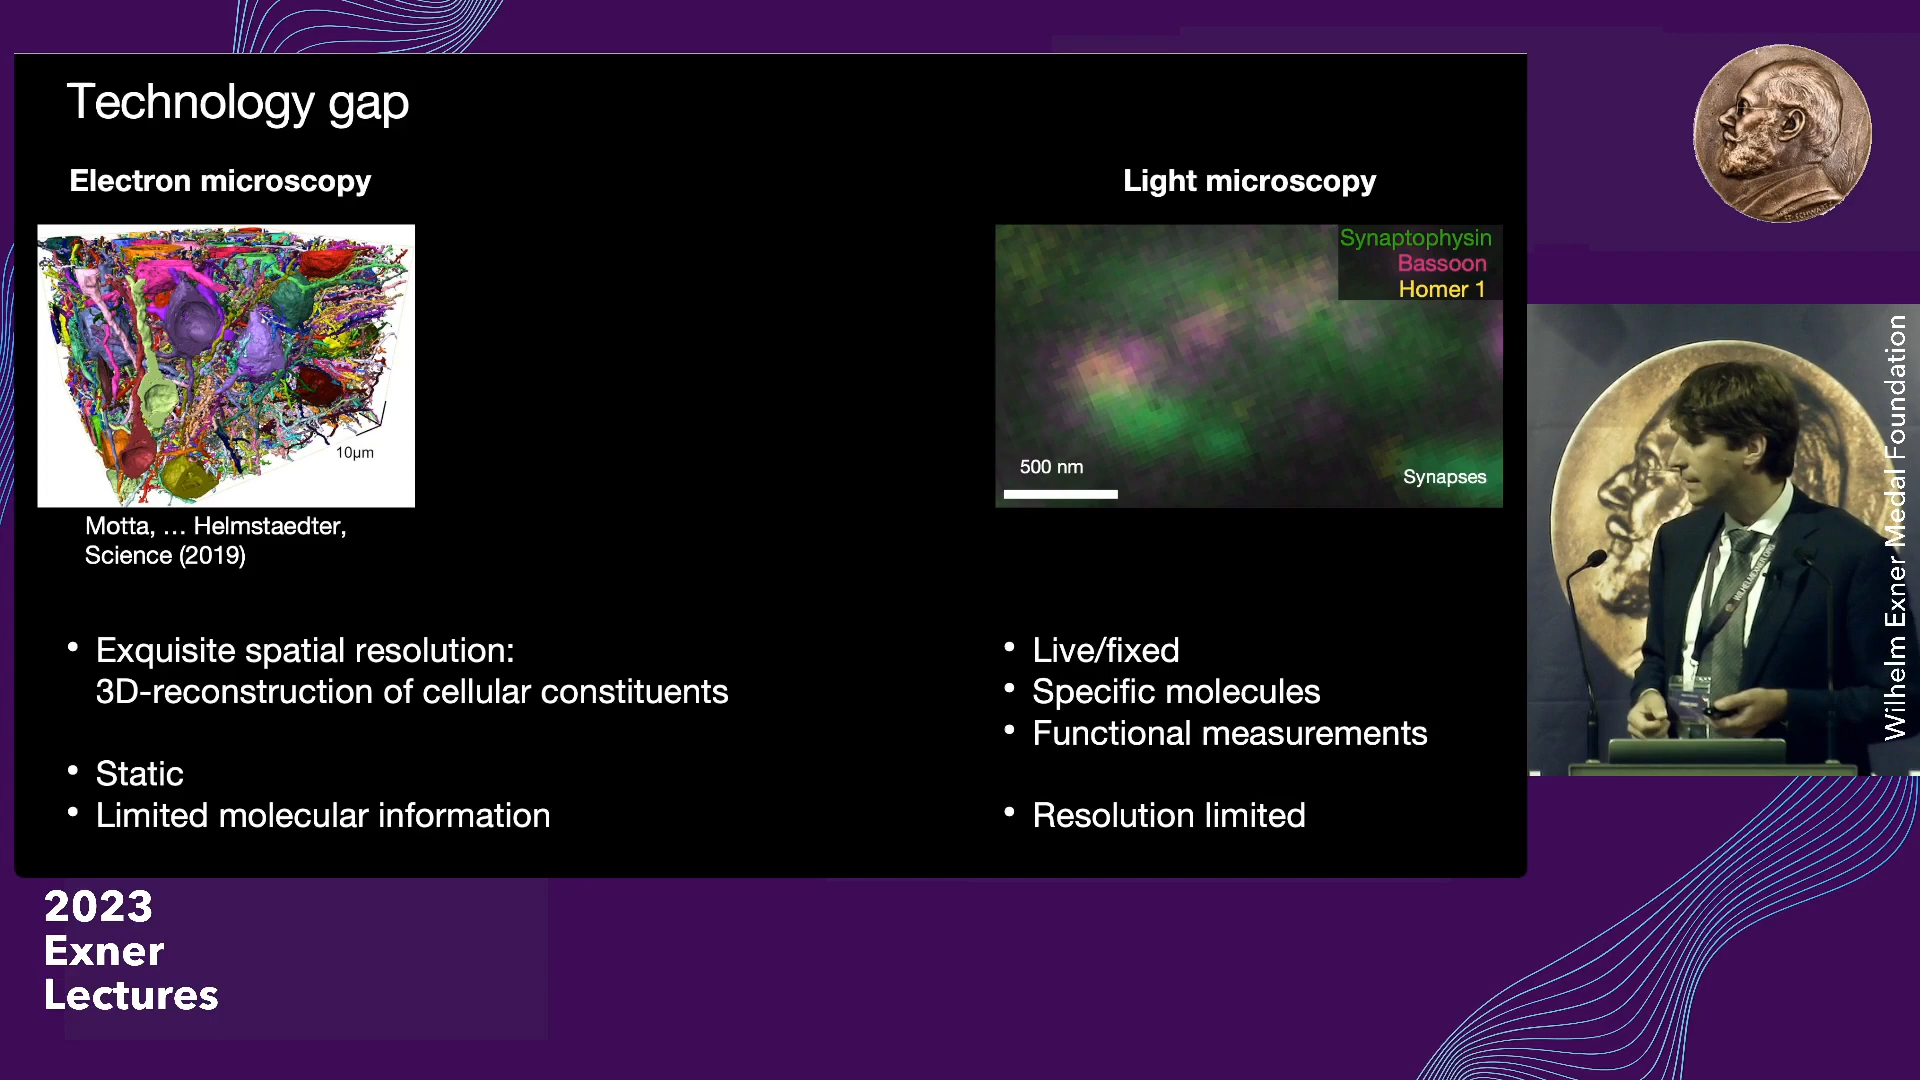 Technology gap
Electron microscopy
10µm
Motta, … Helmstaedter,
Science (2019)
• Exquisite spatial resolution:
3D-reconstruction of cellular constituents
• Static
• Limited molecular information
Light microscopy
Synaptophysin
Bassoon
Homer 1
500 nm
Synapses
• Live/fixed
• Specific molecules
• Functional measurements
• Resolution limited
Wilhelm Exner Medal Foundation
2023
Exner
Lectures